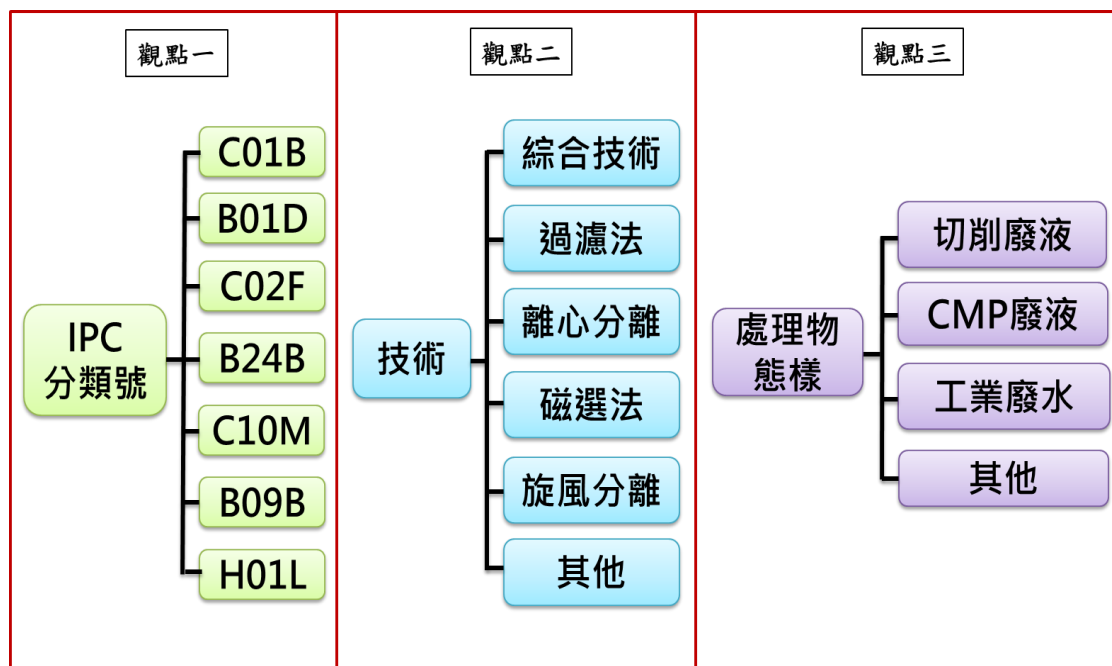 觀點一
IPC
分類號
C01B
B01D
C02F
B24B
C10M
B09B
H01L
觀點二
技術
綜合技術
過濾法
離心分離
磁選法
旋風分離
其他
觀點三
處理物
態樣
切削廢液
CMP廢液
工業廢水
其他